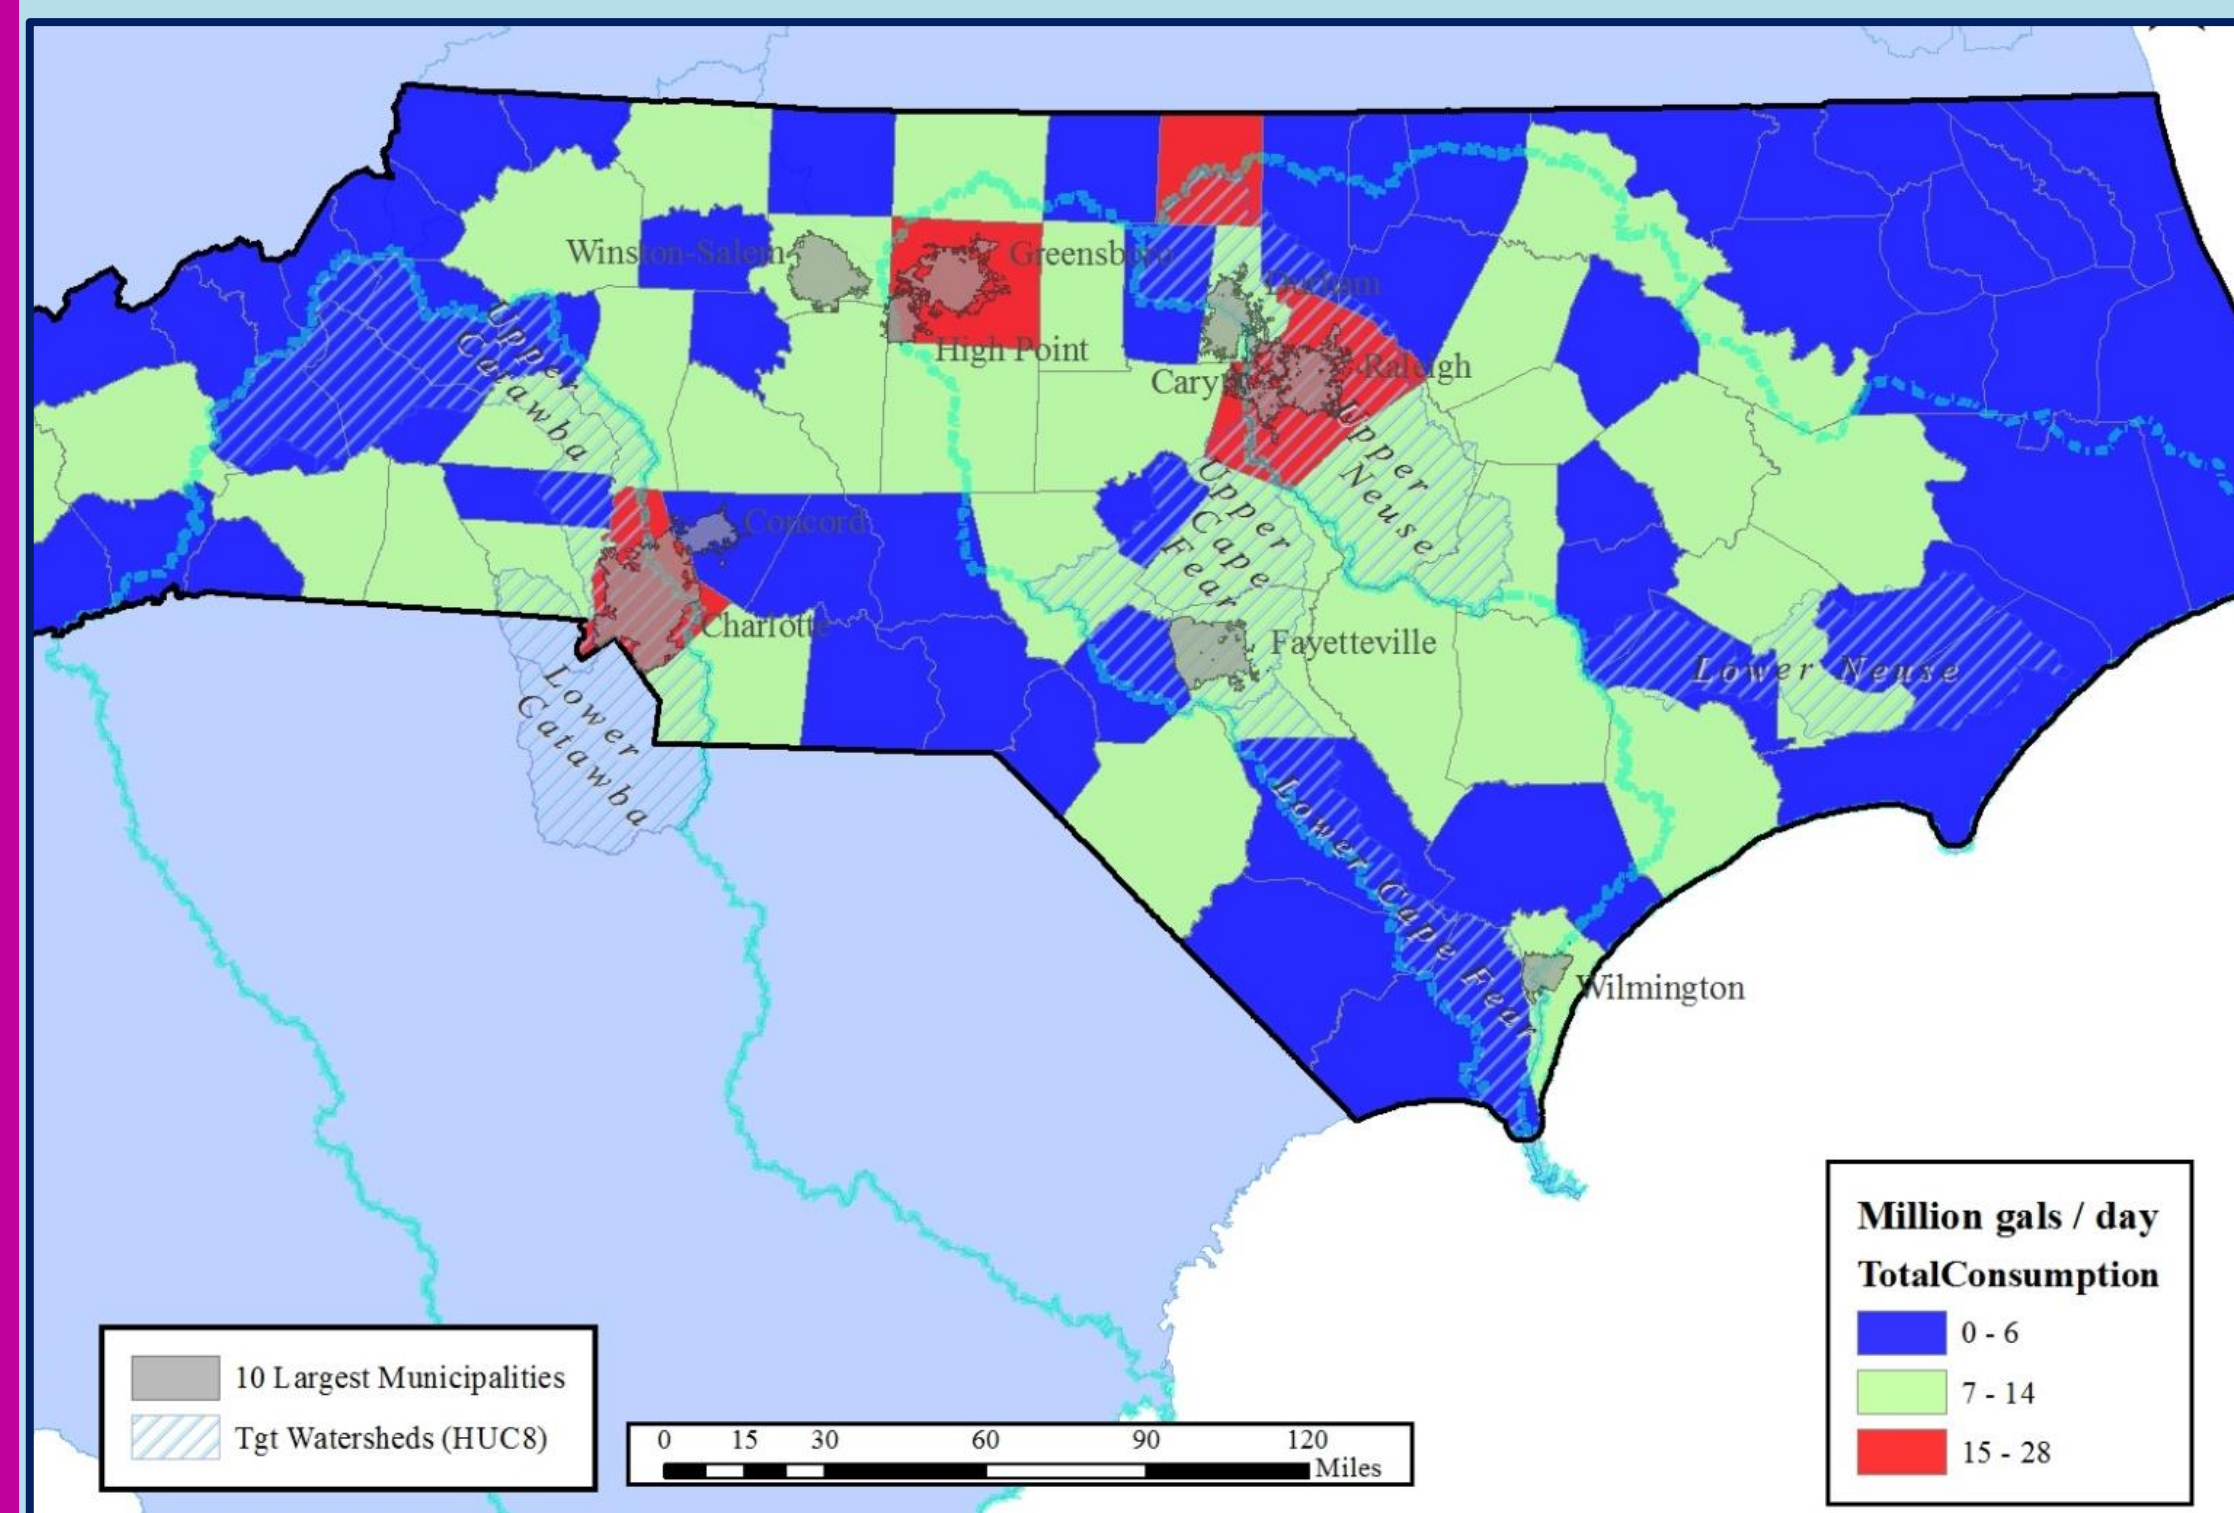 Winston-Salem
Greensboro
Durham
High Point
Cary
Raleigh
Upper
Catawba
Upper
Neuse
Upper
Cape
Fear
Concord
Charlotte
Fayetteville
Lower Neuse
Lower
Catawba
Lower Cape Fear
Wilmington
Million gals / day
TotalConsumption
0 - 6
7 - 14
15 - 28
10 Largest Municipalities
Tgt Watersheds (HUC8)
0 15 30 60 90 120
Miles